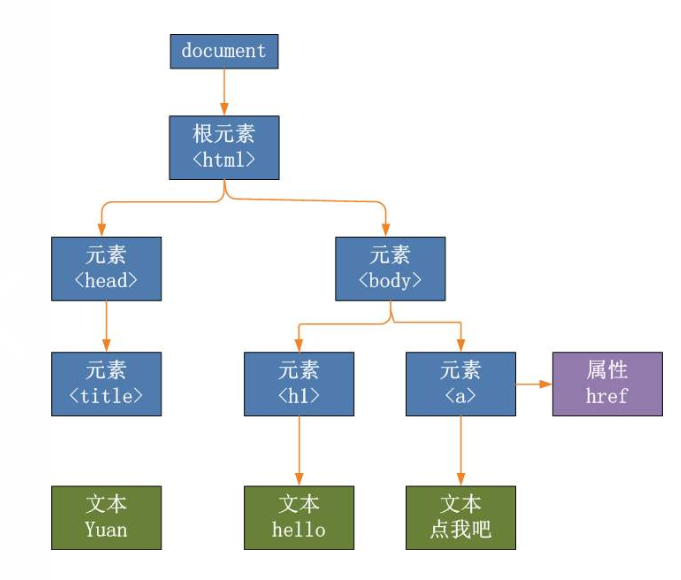 document
根元素
<html>
元素
<head>
元素
<body>
元素
<title>
元素
<h1>
元素
<a>
属性
href
文本
Yuan
文本
hello
文本
点我吧